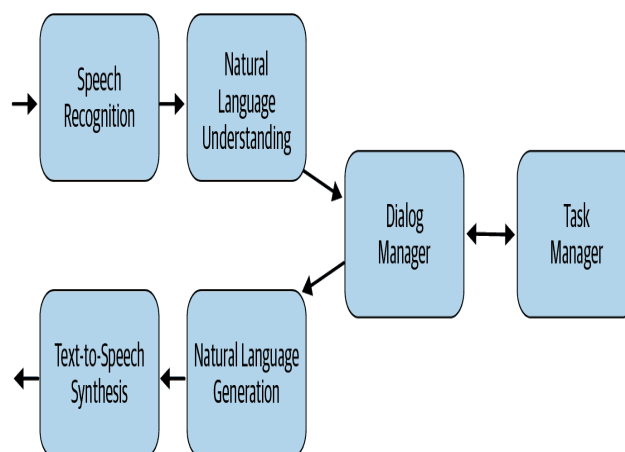 Speech
Recognition
Natural
Language
Understanding
Dialog
Manager
Task
Manager
Text-to-Speech
Synthesis
Natural Language
Generation